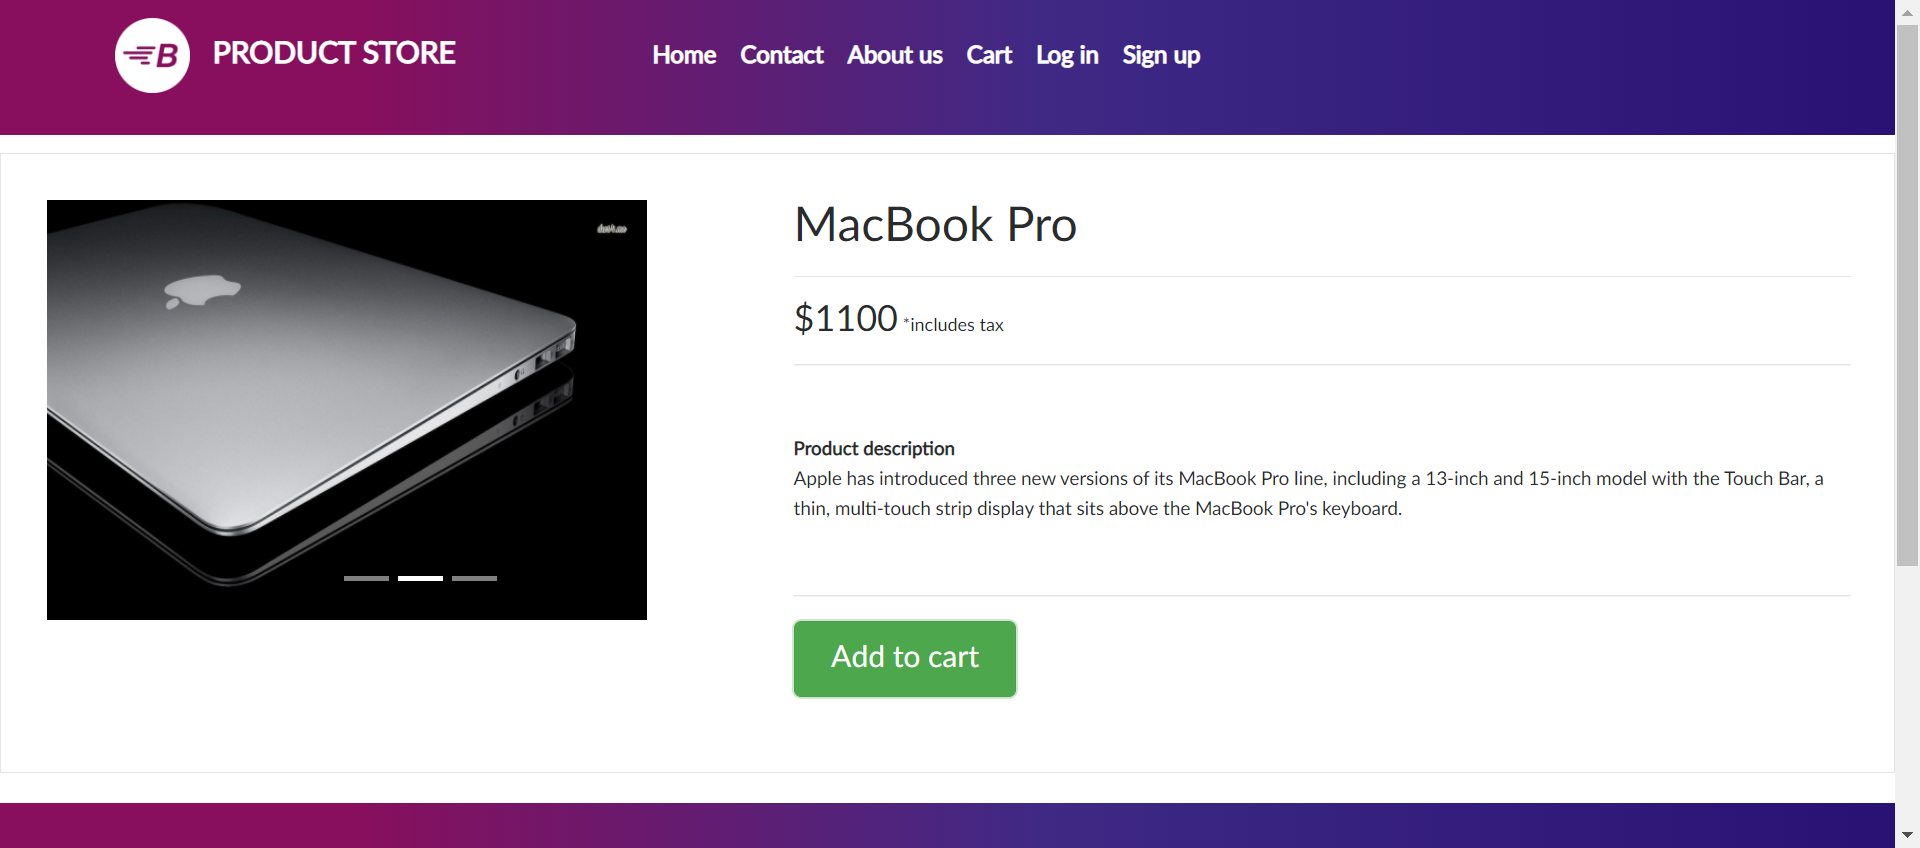 B PRODUCT STORE
Home Contact About us Cart Log in Sign up
MacBook Pro
$1100 *includes tax
Product description
Apple has introduced three new versions of its MacBook Pro line, including a 13-inch and 15-inch model with the Touch Bar, a
thin, multi-touch strip display that sits above the MacBook Pro's keyboard.
Add to cart